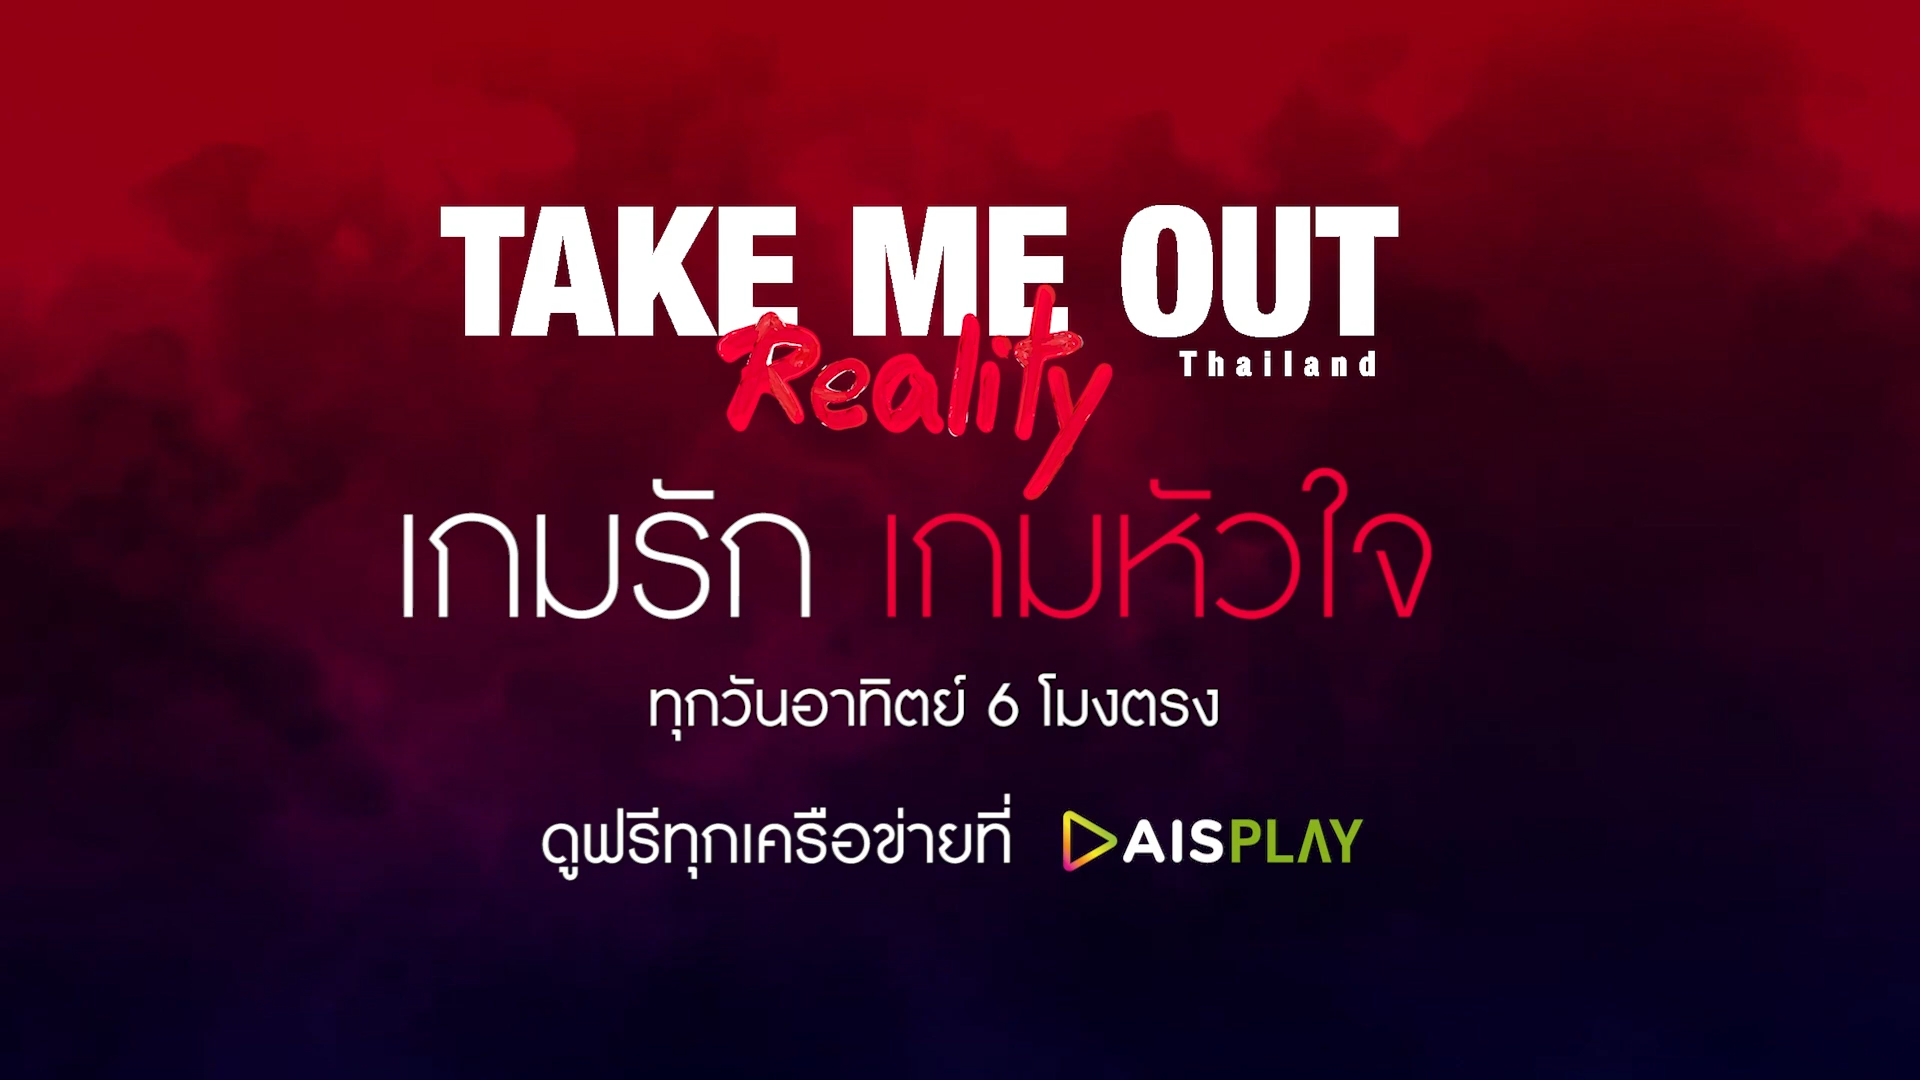 TAKE ME OUT
Reality
Thailand
เกมรัก เกมหัวใจ
ทุกวันอาทิตย์ 6 โมงตรง
ดูฟรีทุกเครือข่ายที่ AISPLAY